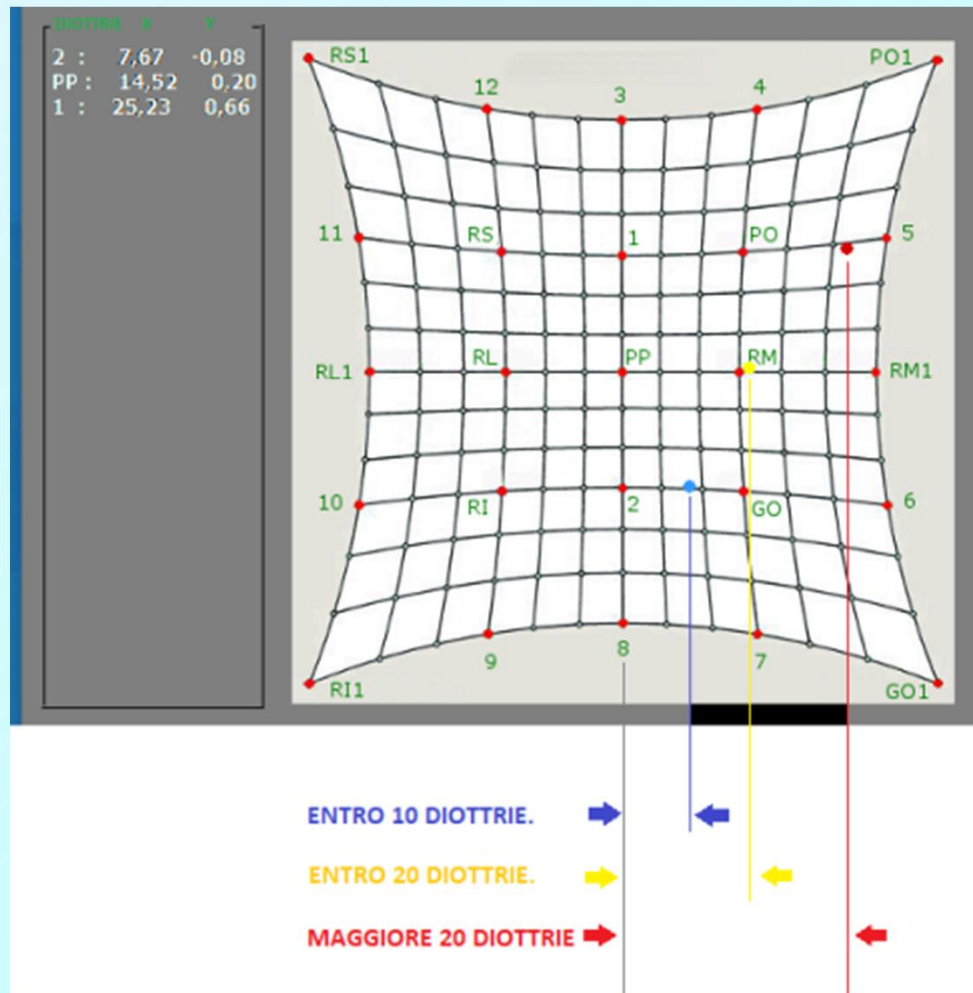 DIOTTRIE X Y
2 : 7,67 -0,08
PP : 14,52 0,20
1 : 25,23 0,66
RS1 PO1
12 3 4
11 RS 1 PO 5
RL1 RL PP RM RM1
10 RI 2 GO 6
9 8 7
RI1 GO1
ENTRO 10 DIOTTRIE.
ENTRO 20 DIOTTRIE.
MAGGIORE 20 DIOTTRIE